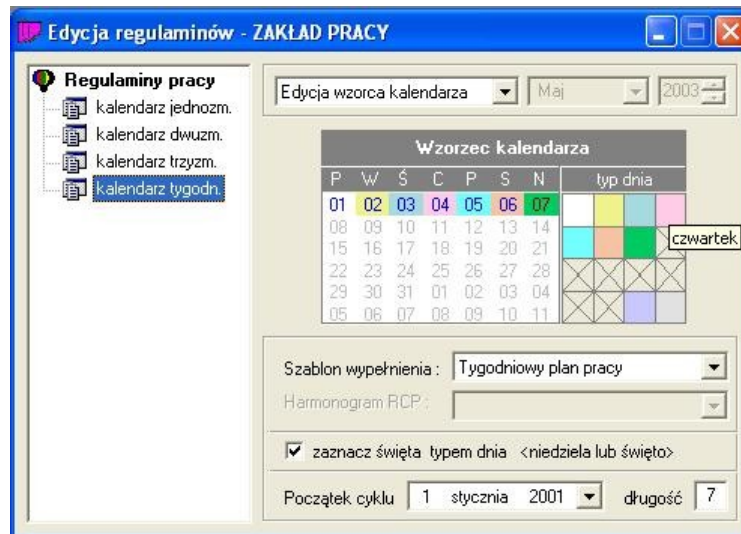 Edycja regulaminów - ZAKŁAD PRACY
Regulaminy pracy
kalendarz jednozm.
kalendarz dwuzm.
kalendarz trzyzm.
kalendarz tygodn.
Edycja wzorca kalendarza Maj 2003
Wzorzec kalendarza
P W Ś C P S N typ dnia
01 02 03 04 05 06 07
08 09 10 11 12 13 14
czwartek
15 16 17 18 19 20 21
22 23 24 25 26 27 28
29 30 31 01 02 03 04
05 06 07 08 09 10 11
Szablon wypełnienia : Tygodniowy plan pracy
Harmonogram RCP :
zaznacz święta typem dnia <niedziela lub święto>
Początek cyklu 1 stycznia 2001 długość 7